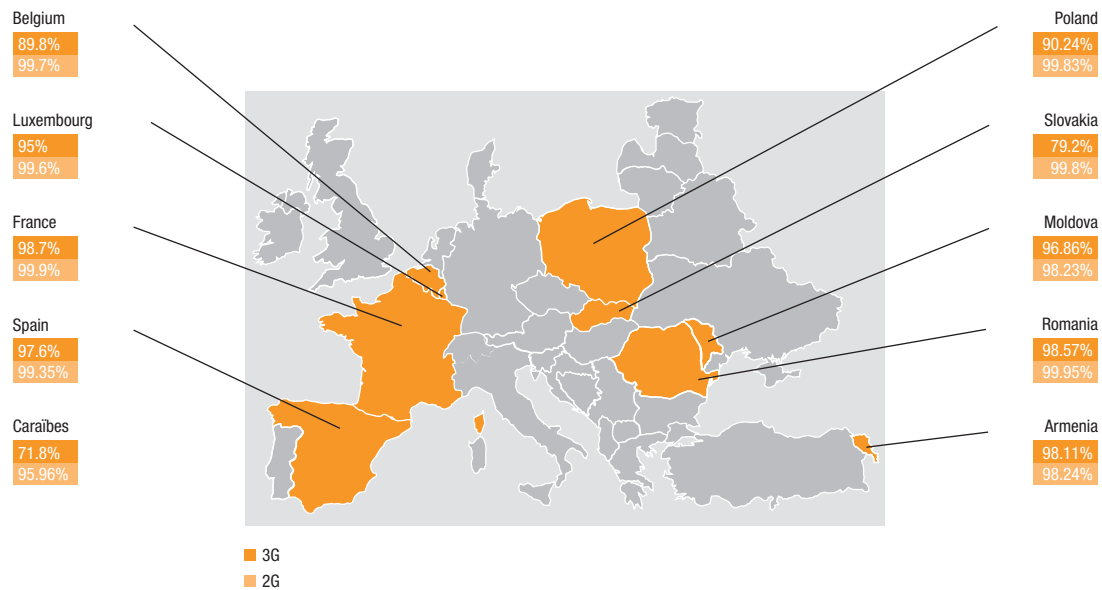 Belgium
89.8%
99.7%
Luxembourg
95%
99.6%
France
98.7%
99.9%
Spain
97.6%
99.35%
Caraïbes
71.8%
95.96%
Poland
90.24%
99.83%
Slovakia
79.2%
99.8%
Moldova
96.86%
98.23%
Romania
98.57%
99.95%
Armenia
98.11%
98.24%
3G
2G